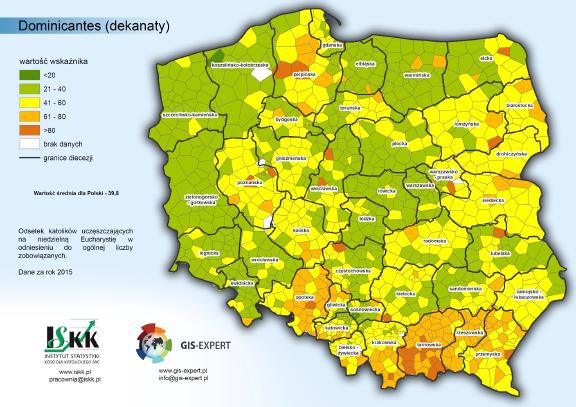 Dominicantes (dekanaty)
wartość wskaźnika
<20
21 - 40
41 - 60
61 - 80
>80
brak danych
granice diecezji
Wartość średnia dla Polski - 39,8
Odsetek katolików uczęszczających
na niedzielną Eucharystię w
odniesieniu do ogólnej liczby
zobowiązanych.
Dane za rok 2015
ISKK
INSTYTUT STATYSTYKI
KOŚCIOŁA KATOLICKIEGO SAC
www.iskk.pl
pracownia@iskk.pl
GIS-EXPERT
www.gis-expert.pl
info@gis-expert.pl
gdańska
koszalińsko-kołobrzeska
pelplińska
elbląska
warmińska
ełcka
szczecińsko-kamieńska
bydgoska
toruńska
białostocka
łomżyńska
drohiczyńska
płocka
gnieźnieńska
poznańska
włocławska
warszawsko
- praska
warszawska
łowicka
siedlecka
zielonogórsko
- gorzowska
łódzka
kaliska
radomska
lubelska
legnicka
wrocławska
świdnicka
opolska
częstochowska
kielecka
sandomierska
zamojsko -
lubaczowska
gliwicka
sosnowiecka
katowicka
bielsko -
żywiecka
krakowska
tarnowska
rzeszowska
przemyska